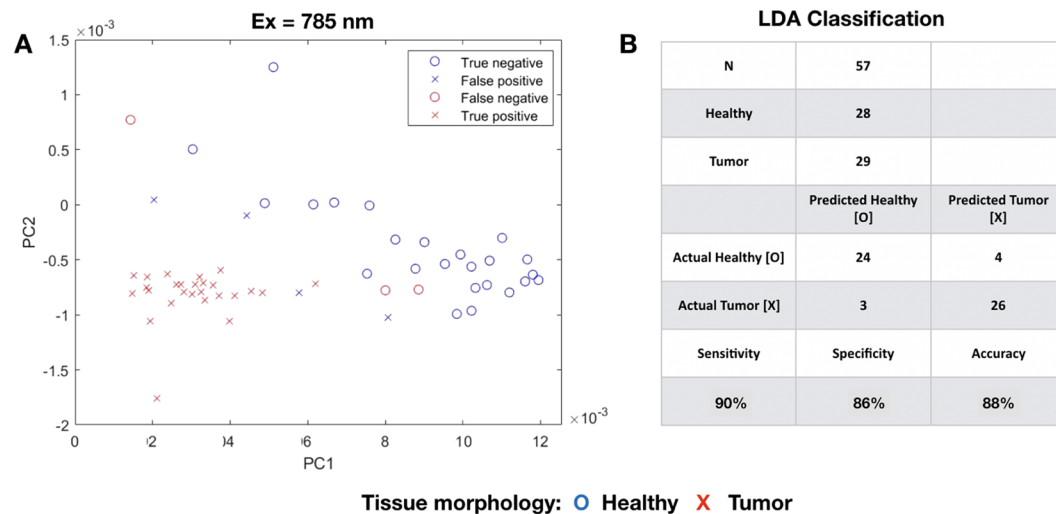 A
Ex = 785 nm
×10⁻³
True negative
False positive
False negative
True positive
1.5
1
0.5
0
-0.5
-1
-1.5
-2
PC2
0
)2
)4
)6
8
10
12
×10⁻³
PC1
B
LDA Classification
N 57
Healthy 28
Tumor 29
Predicted Healthy Predicted Tumor
[O] [X]
Actual Healthy [O] 24 4
Actual Tumor [X] 3 26
Sensitivity Specificity Accuracy
90% 86% 88%
Tissue morphology: O Healthy X Tumor